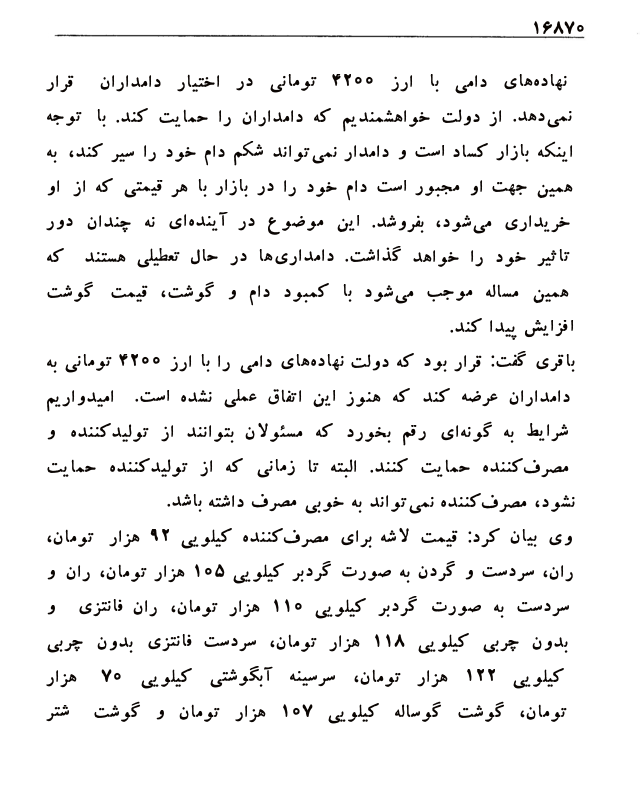 ۱۶۸۷۰
نهاده‌های دامی با ارز ۴۲۰۰ تومانی در اختیار دامداران قرار
نمی‌دهد. از دولت خواهشمندیم که دامداران را حمایت کند. با توجه
اینکه بازار کساد است و دامدار نمی‌تواند شکم دام خود را سیر کند، به
همین جهت او مجبور است دام خود را در بازار با هر قیمتی که از او
خریداری می‌شود، بفروشد. این موضوع در آینده‌ای نه چندان دور
تاثیر خود را خواهد گذاشت. دامداری‌ها در حال تعطیلی هستند که
همین مساله موجب می‌شود با کمبود دام و گوشت، قیمت گوشت
افزایش پیدا کند.
باقری گفت: قرار بود که دولت نهاده‌های دامی را با ارز ۴۲۰۰ تومانی به
دامداران عرضه کند که هنوز این اتفاق عملی نشده است. امیدواریم
شرایط به گونه‌ای رقم بخورد که مسئولان بتوانند از تولیدکننده و
مصرف‌کننده حمایت کنند. البته تا زمانی که از تولیدکننده حمایت
نشود، مصرف‌کننده نمی‌تواند به خوبی مصرف داشته باشد.
وی بیان کرد: قیمت لاشه برای مصرف‌کننده کیلویی ۹۲ هزار تومان،
ران، سردست و گردن به صورت گردبر کیلویی ۱۰۵ هزار تومان، ران و
سردست به صورت گردبر کیلویی ۱۱۰ هزار تومان، ران فانتزی و
بدون چربی کیلویی ۱۱۸ هزار تومان، سردست فانتزی بدون چربی
کیلویی ۱۲۲ هزار تومان، سرسینه آبگوشتی کیلویی ۷۰ هزار
تومان، گوشت گوساله کیلویی ۱۰۷ هزار تومان و گوشت شتر